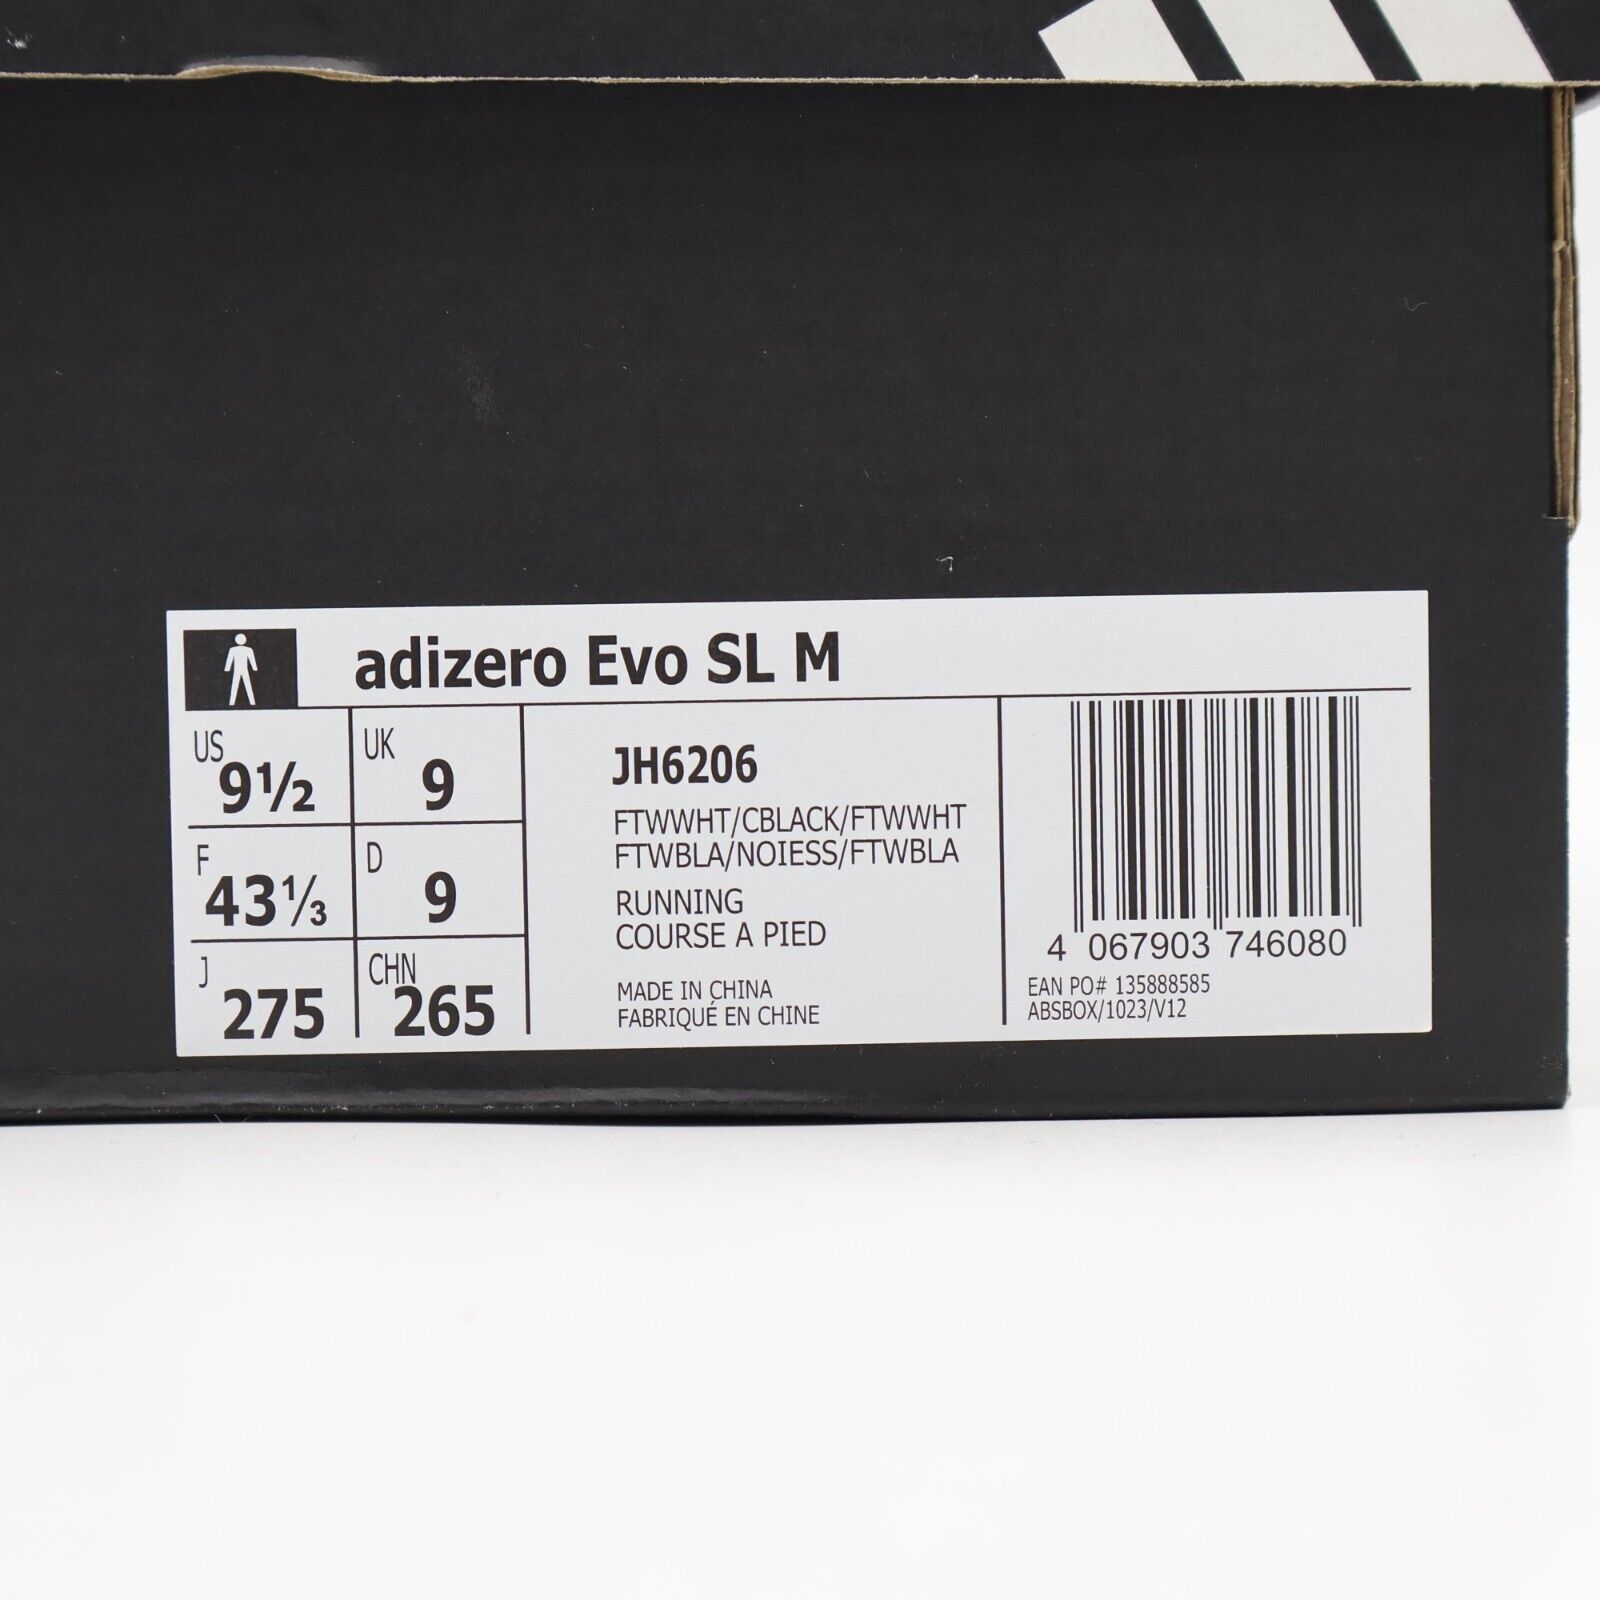 adizero Evo SL M
US 9½ UK 9
F 43⅓ D 9
J 275 CHN 265
JH6206
FTWWHT/CBLACK/FTWWHT
FTWBLA/NOIESS/FTWBLA
RUNNING
COURSE A PIED
MADE IN CHINA
FABRIQUÉ EN CHINE
4 067903 746080
EAN PO# 135888585
ABSBOX/1023/V12